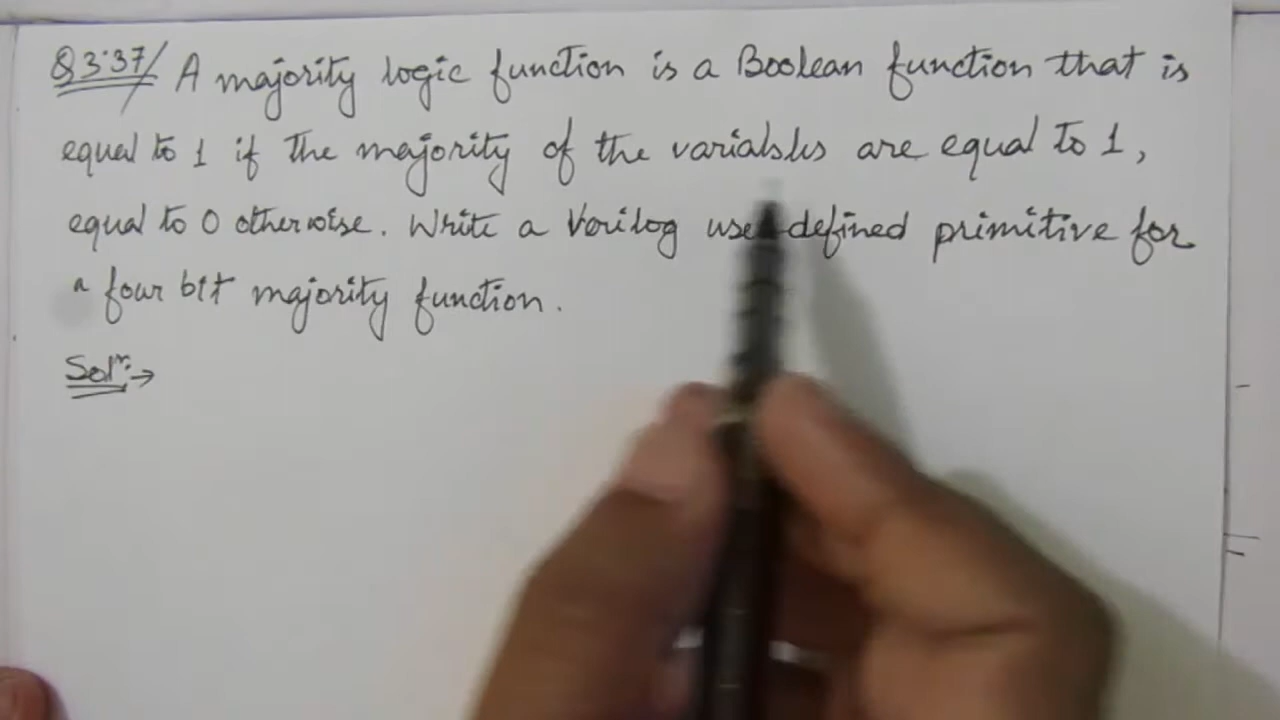 Q3.37/ A majority logic function is a Boolean function that is
equal to 1 if the majority of the variables are equal to 1,
equal to 0 otherwise. Write a Verilog use defined primitive for
a four bit majority function.
Solⁿ:→